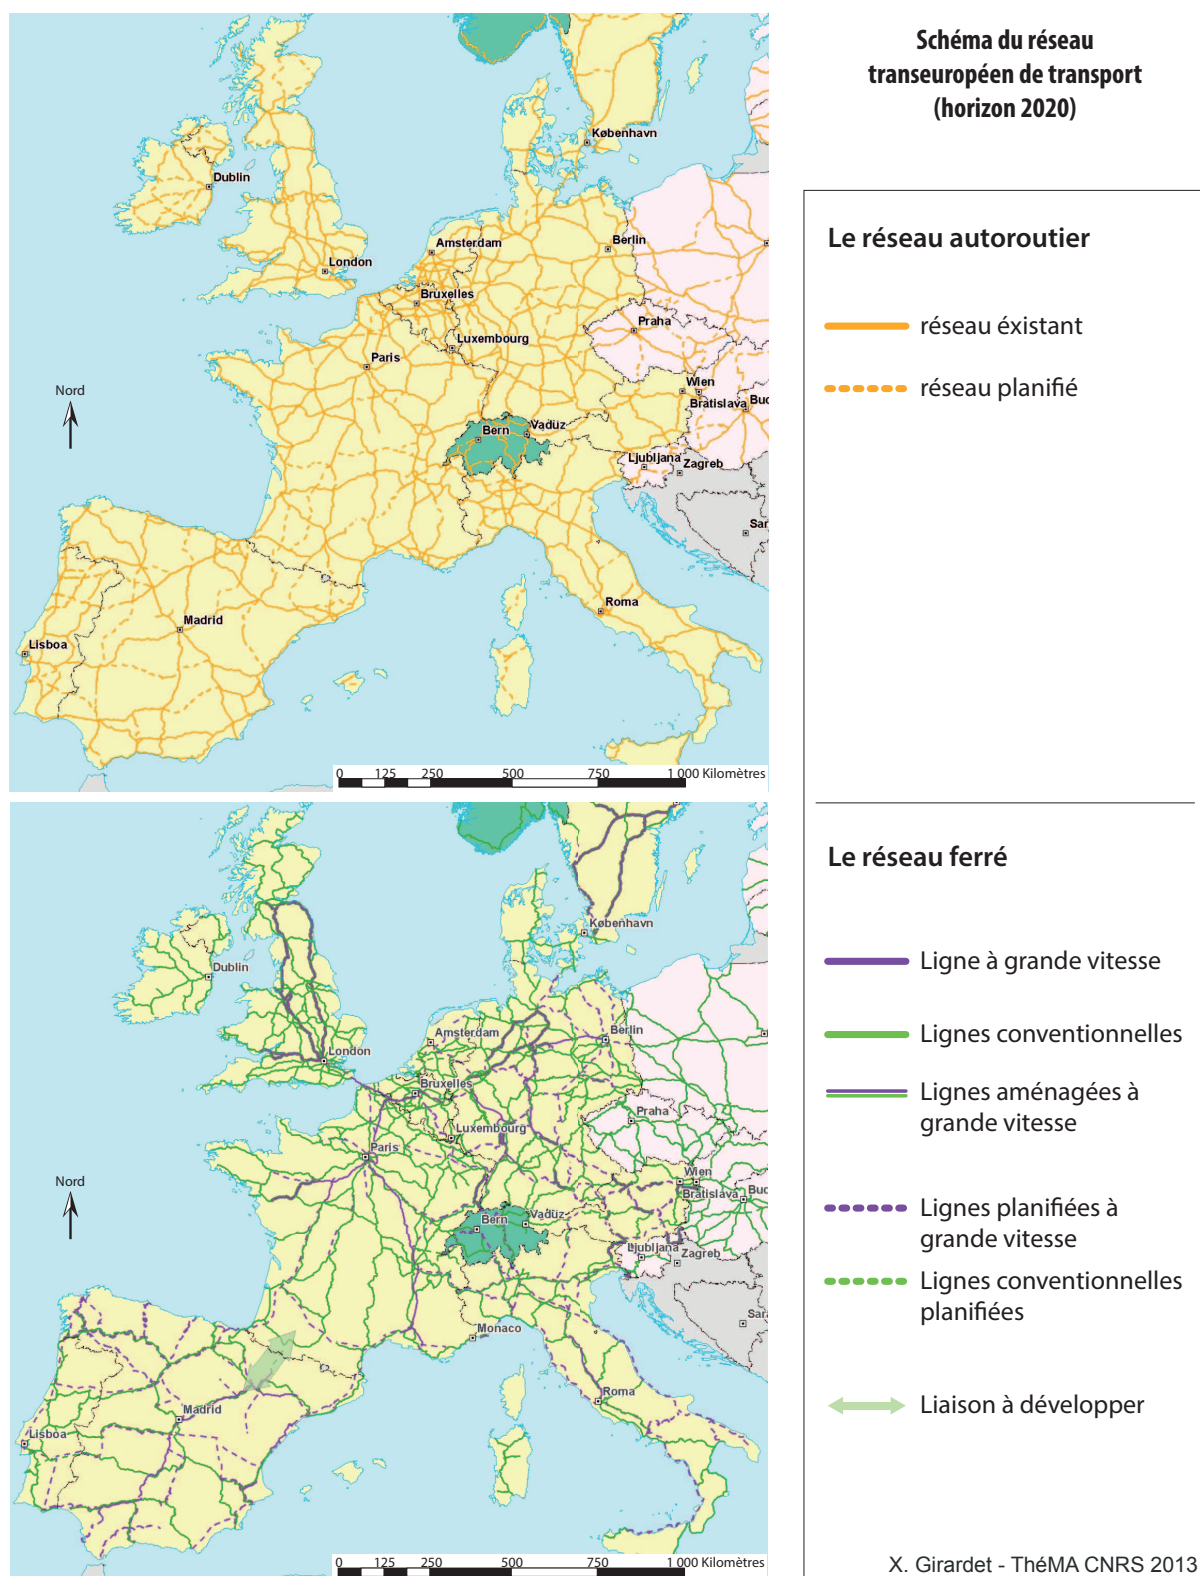 Schéma du réseau
transeuropéen de transport
(horizon 2020)
København
Dublin
Amsterdam
Berlin
London
Bruxelles
Praha
Luxembourg
Paris
Nord
Wien
Bratislava
Buc
Bern
Vaduz
Ljubljana
Zagreb
Sar
Roma
Madrid
Lisboa
0 125 250 500 750 1 000 Kilomètres
Le réseau autoroutier
réseau éxistant
réseau planifié
København
Dublin
Amsterdam
Berlin
London
Bruxelles
Praha
Luxembourg
Paris
Nord
Wien
Bratislava
Buc
Bern
Vaduz
Ljubljana
Zagreb
Sara
Monaco
Roma
Madrid
Lisboa
0 125 250 500 750 1 000 Kilomètres
Le réseau ferré
Ligne à grande vitesse
Lignes conventionnelles
Lignes aménagées à
grande vitesse
Lignes planifiées à
grande vitesse
Lignes conventionnelles
planifiées
Liaison à développer
X. Girardet - ThéMA CNRS 2013